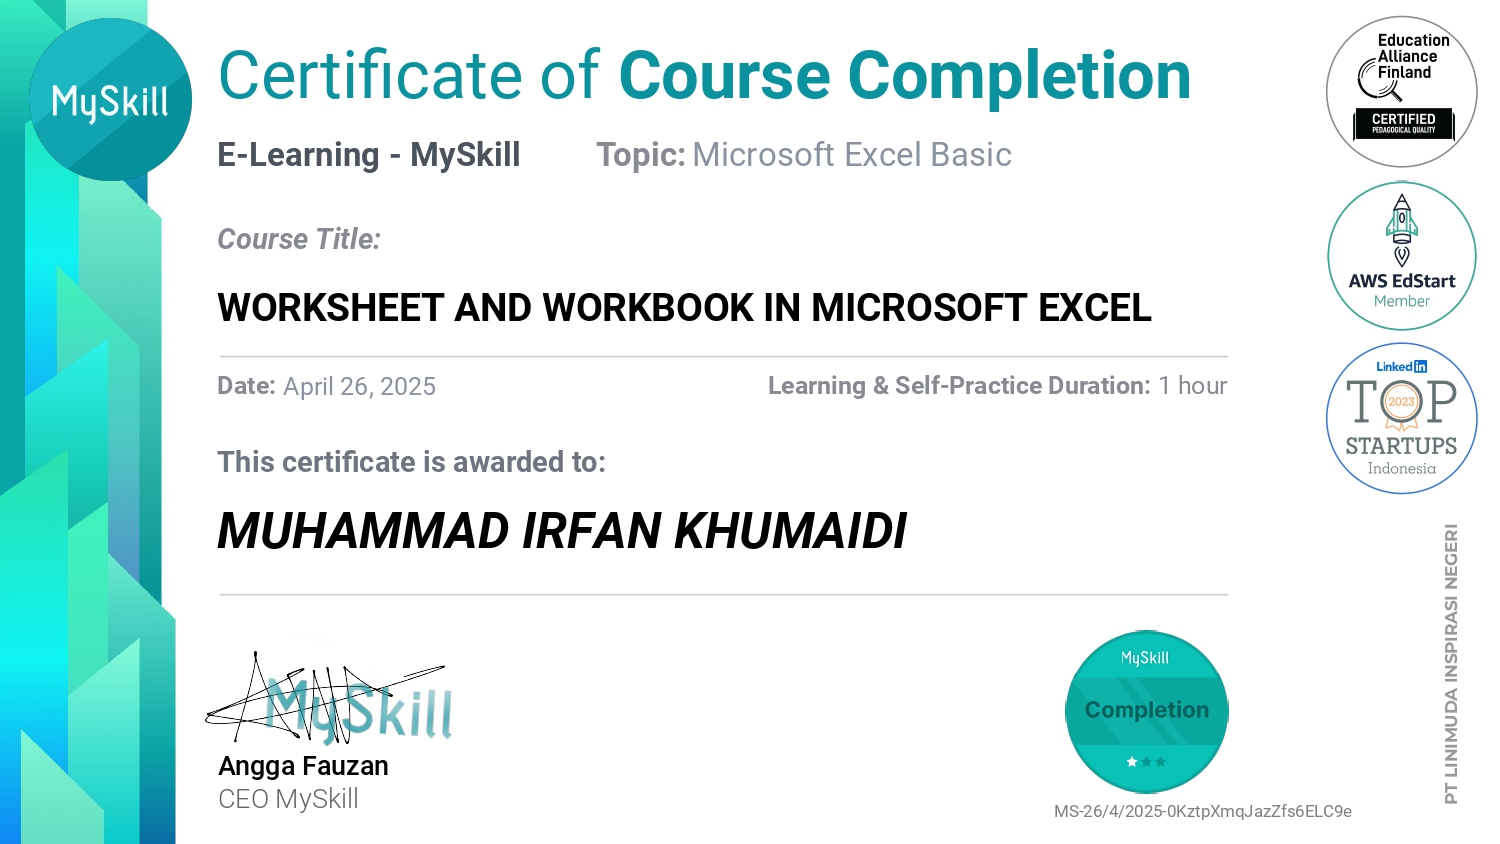 MySkill
Certificate of Course Completion
E-Learning - MySkill
Topic: Microsoft Excel Basic
Course Title:
WORKSHEET AND WORKBOOK IN MICROSOFT EXCEL
Date: April 26, 2025
Learning & Self-Practice Duration: 1 hour
This certificate is awarded to:
MUHAMMAD IRFAN KHUMAIDI
MySkill
Angga Fauzan
CEO MySkill
MySkill
Completion
MS-26/4/2025-0KztpXmqJazZfs6ELC9e
Education
Alliance
Finland
CERTIFIED
PEDAGOGICAL QUALITY
AWS EdStart
Member
Linked in
TOP
2023
STARTUPS
Indonesia
PT LINIMUDA INSPIRASI NEGERI